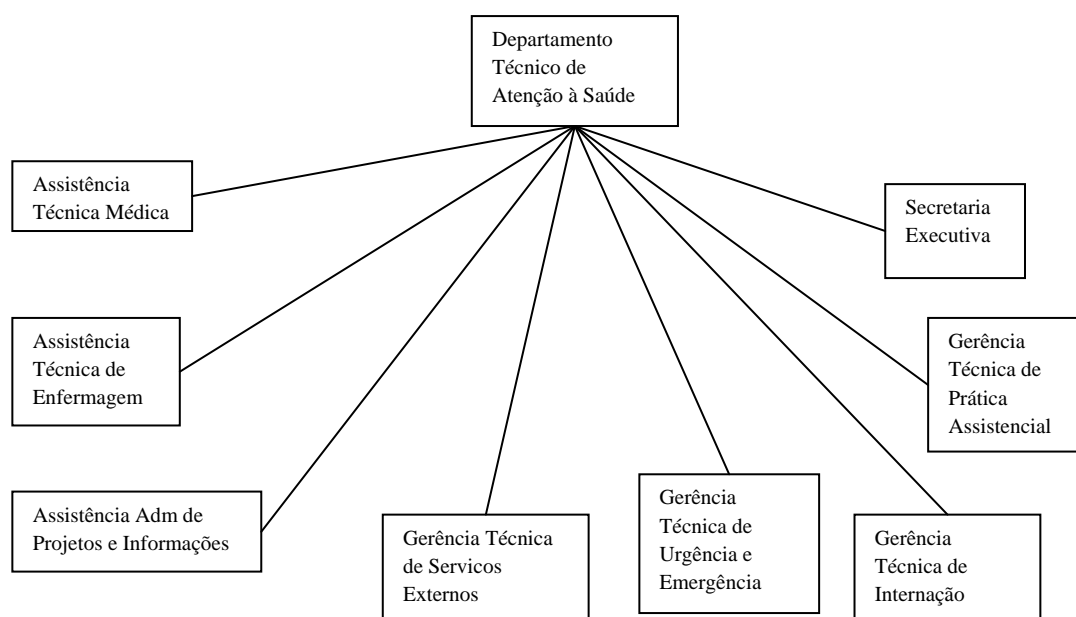 Departamento
Técnico de
Atenção à Saúde
Assistência
Técnica Médica
Secretaria
Executiva
Assistência
Técnica de
Enfermagem
Gerência
Técnica de
Prática
Assistencial
Assistência Adm de
Projetos e Informações
Gerência Técnica
de Servicos
Externos
Gerência
Técnica de
Urgência e
Emergência
Gerência
Técnica de
Internação